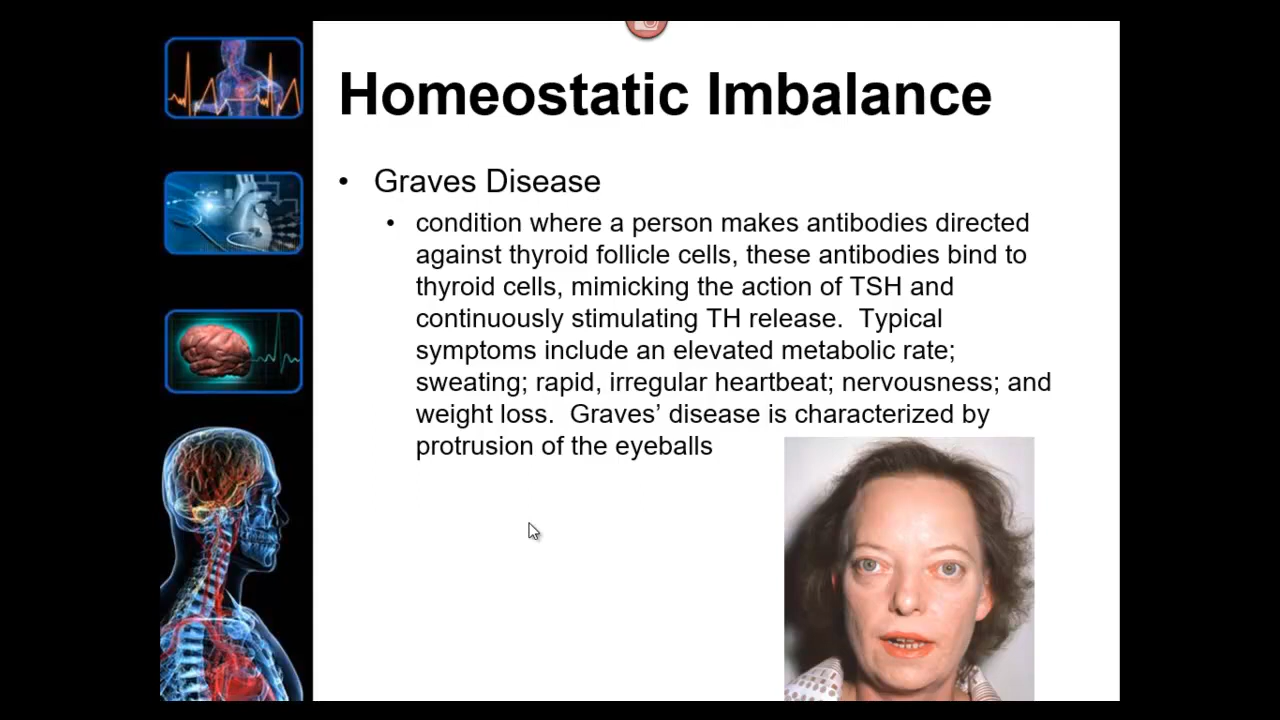 Homeostatic Imbalance
• Graves Disease
• condition where a person makes antibodies directed
against thyroid follicle cells, these antibodies bind to
thyroid cells, mimicking the action of TSH and
continuously stimulating TH release.  Typical
symptoms include an elevated metabolic rate;
sweating; rapid, irregular heartbeat; nervousness; and
weight loss.  Graves’ disease is characterized by
protrusion of the eyeballs